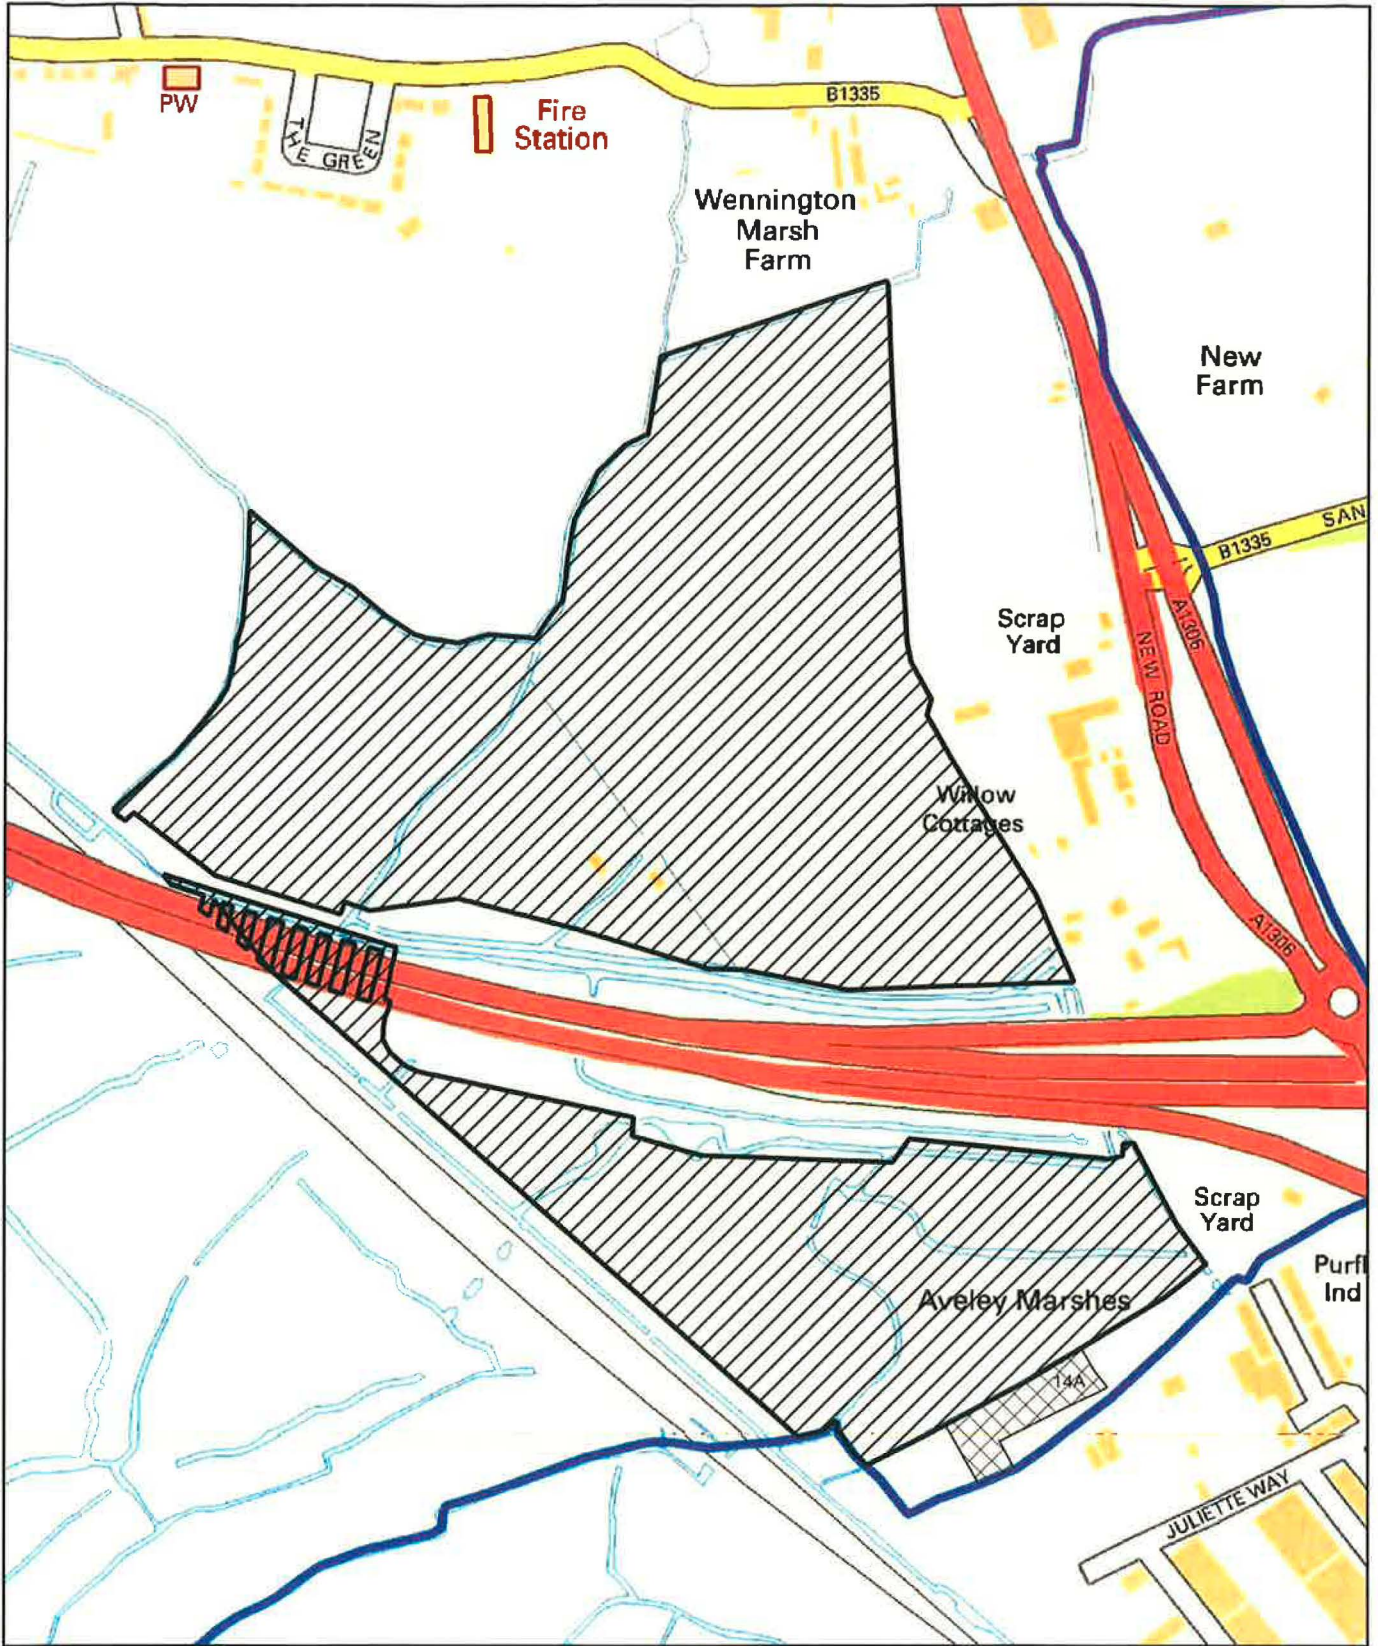 B1335
PW
Fire
Station
THE GREEN
Wennington
Marsh
Farm
New
Farm
SAN
B1335
Scrap
Yard
A1306
NEW ROAD
Willow
Cottages
A1306
Scrap
Yard
Purfl
Ind
Aveley Marshes
14A
JULIETTE WAY